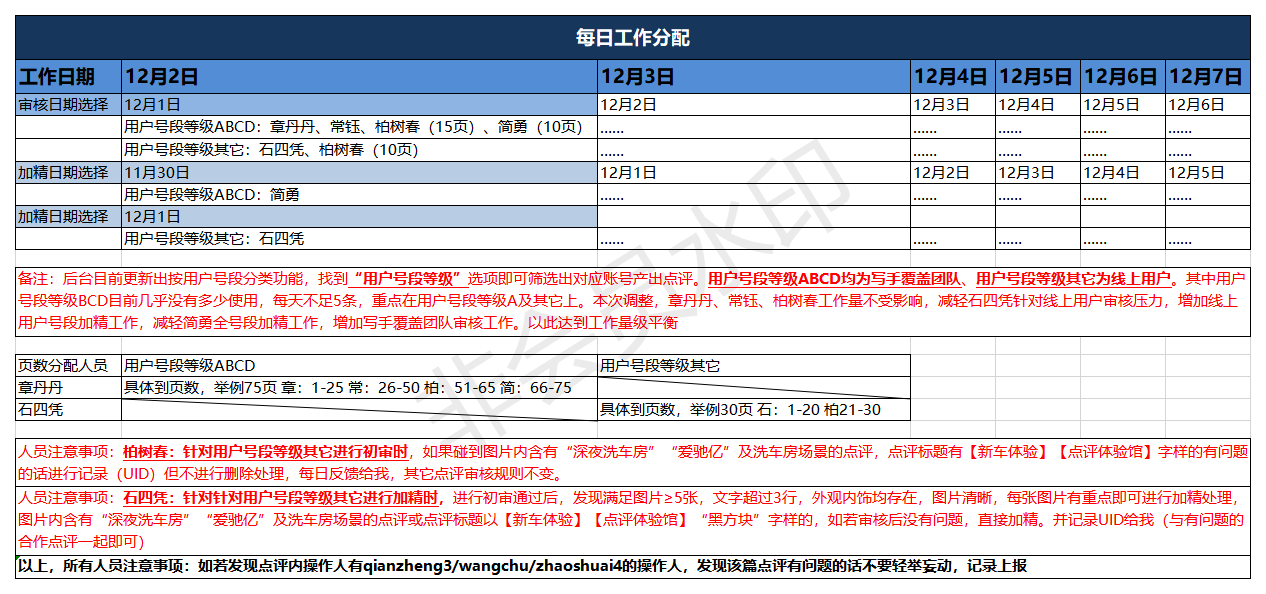 每日工作分配
工作日期 12月2日 12月3日 12月4日 12月5日 12月6日 12月7日
审核日期选择 12月1日 12月2日 12月3日 12月4日 12月5日 12月6日
用户号段等级ABCD：章丹丹、常钰、柏树春（15页）、简勇（10页） ...... ...... ...... ...... ......
用户号段等级其它：石四凭、柏树春（10页） ...... ...... ...... ...... ......
加精日期选择 11月30日 12月1日 12月2日 12月3日 12月4日 12月5日
用户号段等级ABCD：简勇 ...... ...... ...... ...... ......
加精日期选择 12月1日
用户号段等级其它：石四凭 ...... ...... ...... ...... ......
备注：后台目前更新出按用户号段分类功能，找到“用户号段等级”选项即可筛选出对应账号产出点评。用户号段等级ABCD均为写手覆盖团队、用户号段等级其它为线上用户。其中用户
号段等级BCD目前几乎没有多少使用，每天不足5条，重点在用户号段等级A及其它上。本次调整，章丹丹、常钰、柏树春工作量不受影响，减轻石四凭针对线上用户审核压力，增加线上
用户号段加精工作，减轻简勇全号段加精工作，增加写手覆盖团队审核工作。以此达到工作量级平衡
页数分配人员 用户号段等级ABCD 用户号段等级其它
章丹丹 具体到页数，举例75页 章：1-25 常：26-50 柏：51-65 简：66-75
石四凭 具体到页数，举例30页 石：1-20 柏21-30
人员注意事项：柏树春：针对用户号段等级其它进行初审时，如果碰到图片内含有“深夜洗车房”“爱驰亿”及洗车房场景的点评，点评标题有【新车体验】【点评体验馆】字样的有问题
的话进行记录（UID）但不进行删除处理，每日反馈给我，其它点评审核规则不变。
人员注意事项：石四凭：针对针对用户号段等级其它进行加精时，进行初审通过后，发现满足图片≥5张，文字超过3行，外观内饰均存在，图片清晰，每张图片有重点即可进行加精处理，
图片内含有“深夜洗车房”“爱驰亿”及洗车房场景的点评或点评标题以【新车体验】【点评体验馆】“黑方块”字样的，如若审核后没有问题，直接加精。并记录UID给我（与有问题的
合作点评一起即可）
以上，所有人员注意事项：如若发现点评内操作人有qianzheng3/wangchu/zhaoshuai4的操作人，发现该篇点评有问题的话不要轻举妄动，记录上报
非会员水印